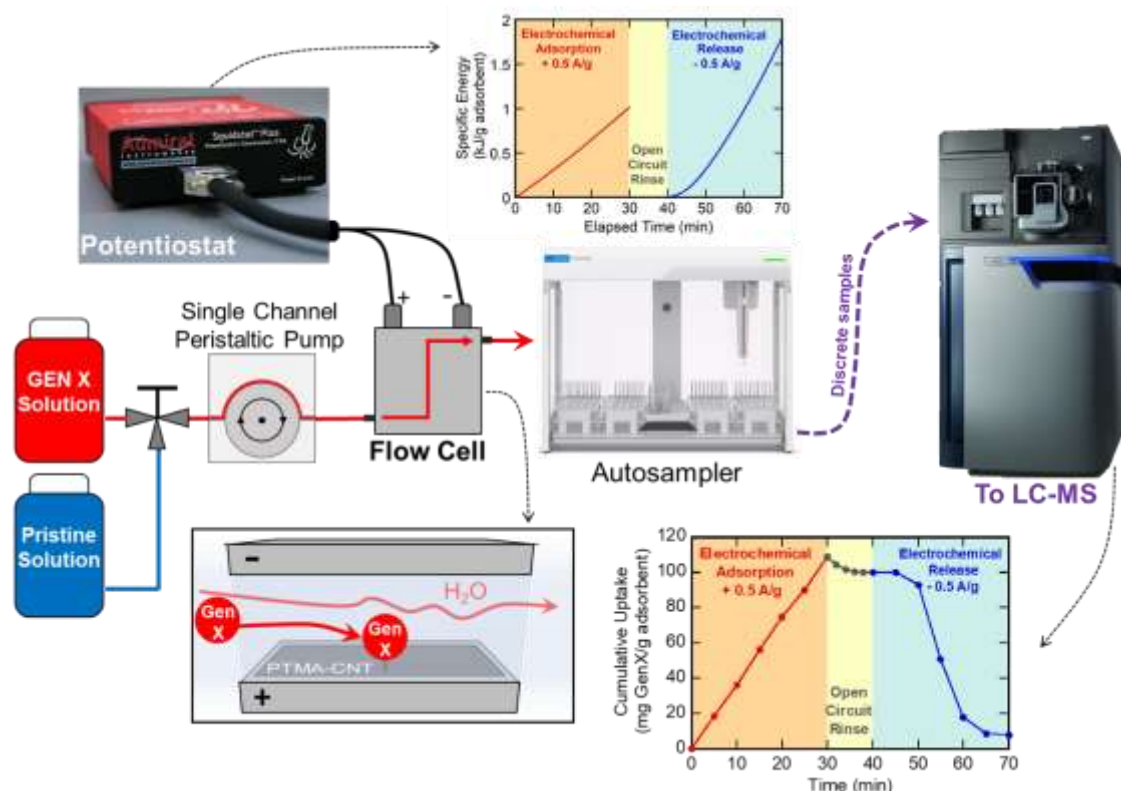 2
1.5
1
0.5
0
Specific Energy
(kJ/g adsorbent)
Electrochemical
Adsorption
+ 0.5 A/g
Open
Circuit
Rinse
Electrochemical
Release
- 0.5 A/g
0 10 20 30 40 50 60 70
Elapsed Time (min)
Admiral
INSTRUMENTS
Squidstat™ Plus
Potentiostat
+ -
Single Channel
Peristaltic Pump
GEN X
Solution
Flow Cell
Autosampler
Discrete samples
To LC-MS
Pristine
Solution
-
H2O
Gen
X
Gen
X
PTMA-CNT
+
120
100
80
60
40
20
0
Cumulative Uptake
(mg GenX/g adsorbent)
Electrochemical
Adsorption
+ 0.5 A/g
Open
Circuit
Rinse
Electrochemical
Release
- 0.5 A/g
0 10 20 30 40 50 60 70
Time (min)